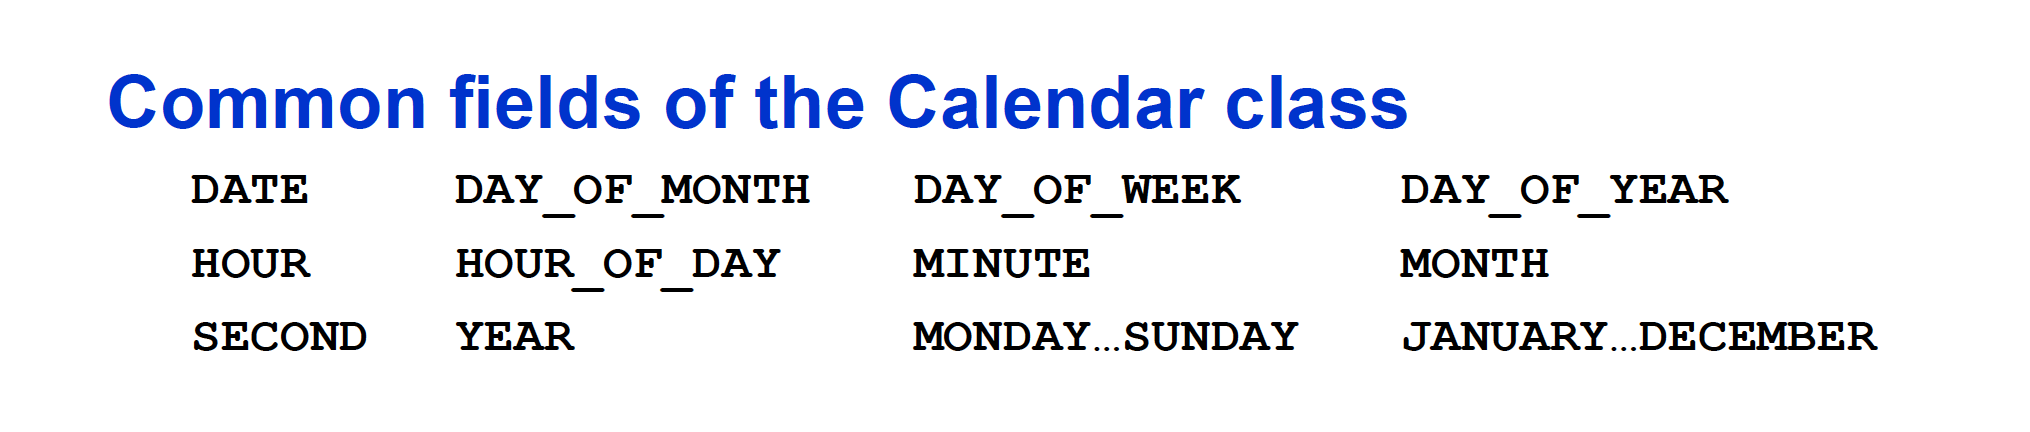 Common fields of the Calendar class
DATE DAY_OF_MONTH DAY_OF_WEEK DAY_OF_YEAR
HOUR HOUR_OF_DAY MINUTE MONTH
SECOND YEAR MONDAY...SUNDAY JANUARY...DECEMBER